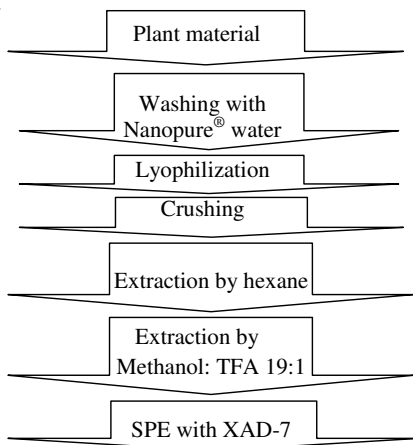 Plant material
Washing with
Nanopure® water
Lyophilization
Crushing
Extraction by hexane
Extraction by
Methanol: TFA 19:1
SPE with XAD-7